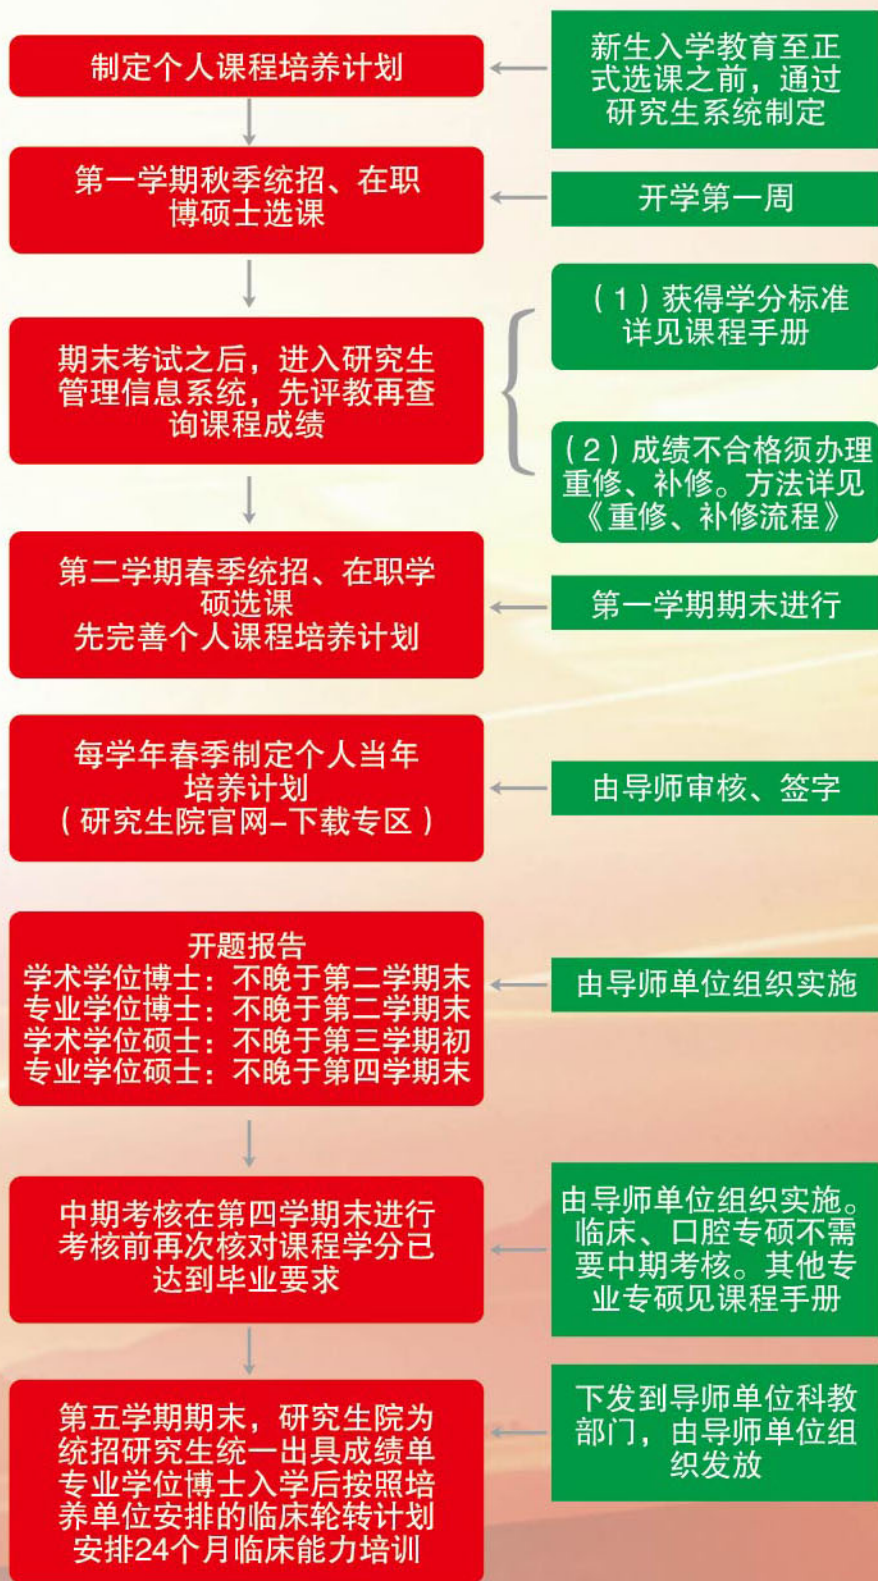 制定个人课程培养计划
新生入学教育至正
式选课之前，通过
研究生系统制定
第一学期秋季统招、在职
博硕士选课
开学第一周
期末考试之后，进入研究生
管理信息系统，先评教再查
询课程成绩
（1）获得学分标准
详见课程手册
（2）成绩不合格须办理
重修、补修。方法详见
《重修、补修流程》
第二学期春季统招、在职学
硕选课
先完善个人课程培养计划
第一学期期末进行
每学年春季制定个人当年
培养计划
（研究生院官网–下载专区）
由导师审核、签字
开题报告
学术学位博士：不晚于第二学期末
专业学位博士：不晚于第二学期末
学术学位硕士：不晚于第三学期初
专业学位硕士：不晚于第四学期末
由导师单位组织实施
中期考核在第四学期末进行
考核前再次核对课程学分已
达到毕业要求
由导师单位组织实施。
临床、口腔专硕不需
要中期考核。其他专
业专硕见课程手册
第五学期期末，研究生院为
统招研究生统一出具成绩单
专业学位博士入学后按照培
养单位安排的临床轮转计划
安排24个月临床能力培训
下发到导师单位科教
部门，由导师单位组
织发放